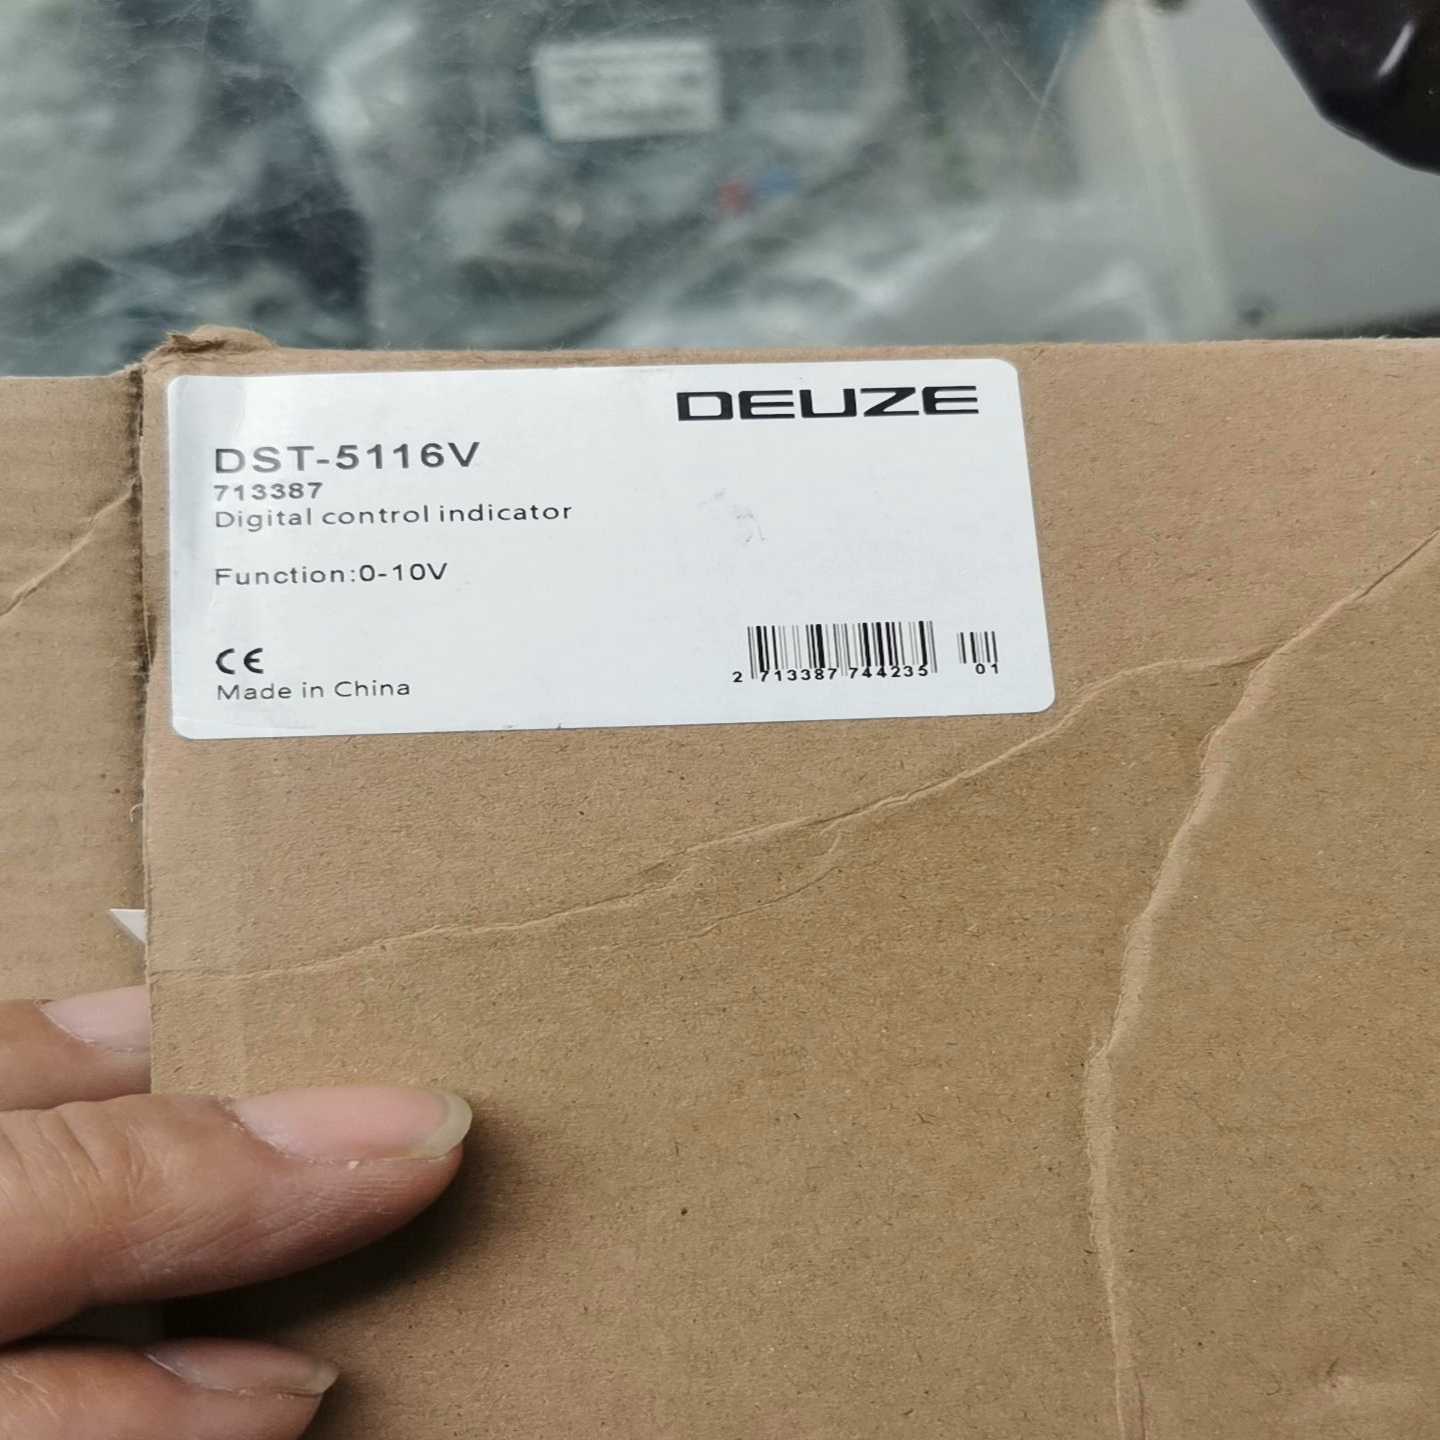 DEUZE
DST-5116V
713387
Digital control indicator
Function:0-10V
CE
Made in China
2 713387 744235 01